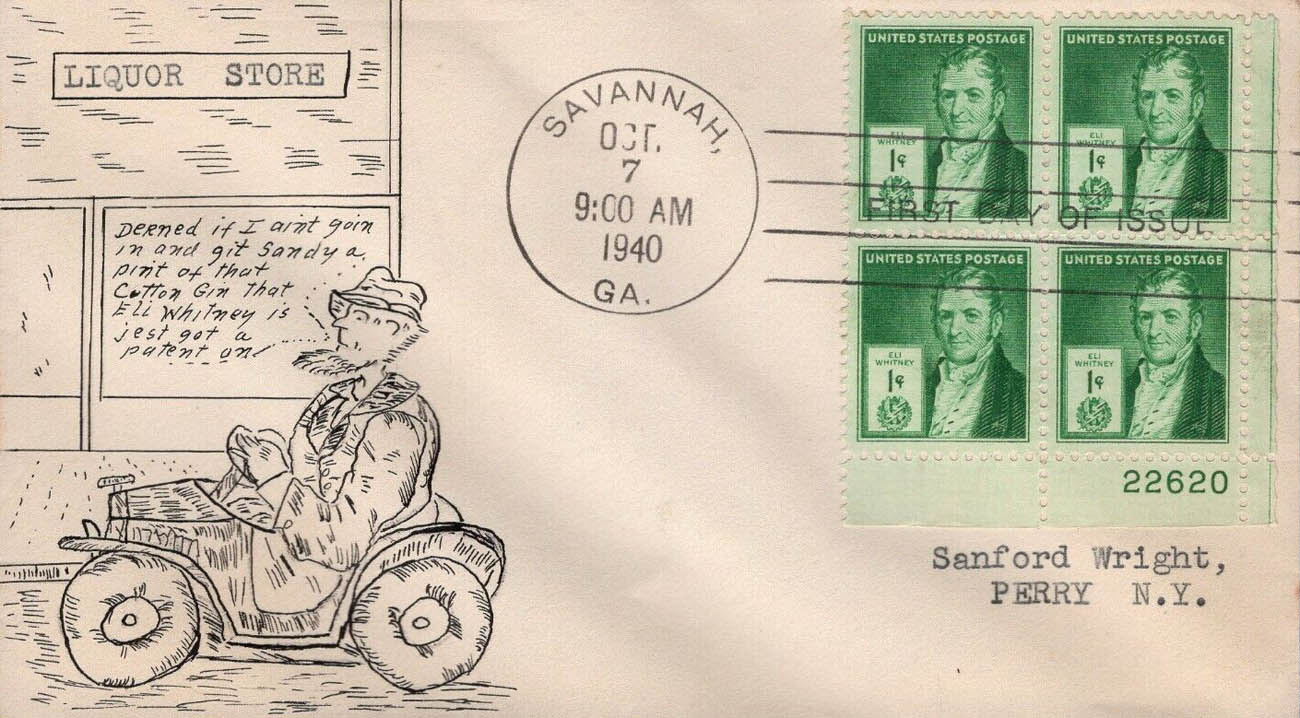 LIQUOR STORE
Derned if I aint goin
in and git Sandy a
pint of that
Cotton Gin that
Eli Whitney is
jest got a
patent on
SAVANNAH,
OCT.
7
9:00 AM
1940
GA.
FIRST DAY OF ISSUE
UNITED STATES POSTAGE
ELI
WHITNEY
1¢
UNITED STATES POSTAGE
ELI
WHITNEY
1¢
UNITED STATES POSTAGE
ELI
WHITNEY
1¢
UNITED STATES POSTAGE
ELI
WHITNEY
1¢
22620
Sanford Wright,
PERRY N.Y.